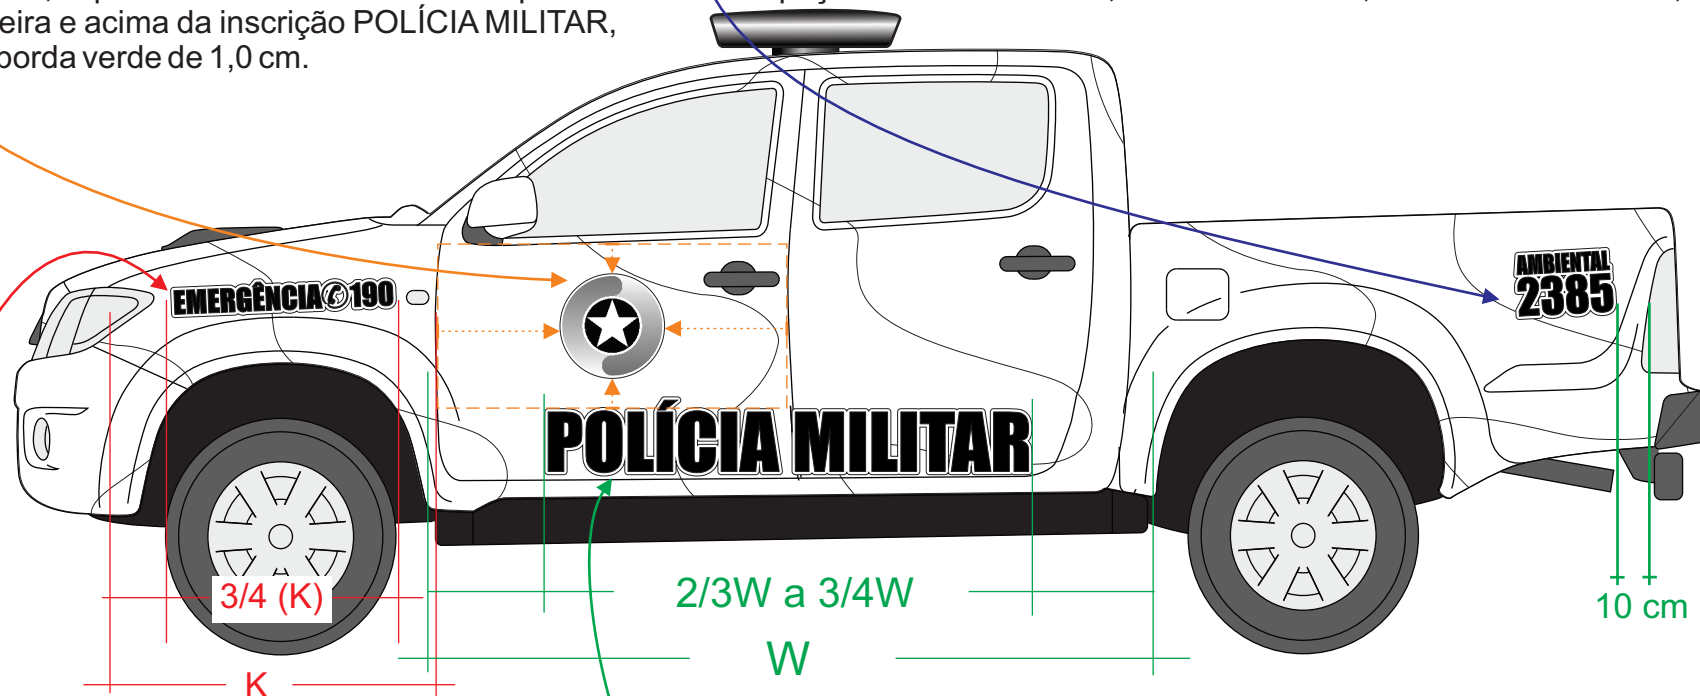 eira e acima da inscrição POLÍCIA MILITAR,
borda verde de 1,0 cm.
EMERGÊNCIA 190
AMBIENTAL
2385
POLÍCIA MILITAR
3/4 (K)
2/3W a 3/4W
10 cm
W
K